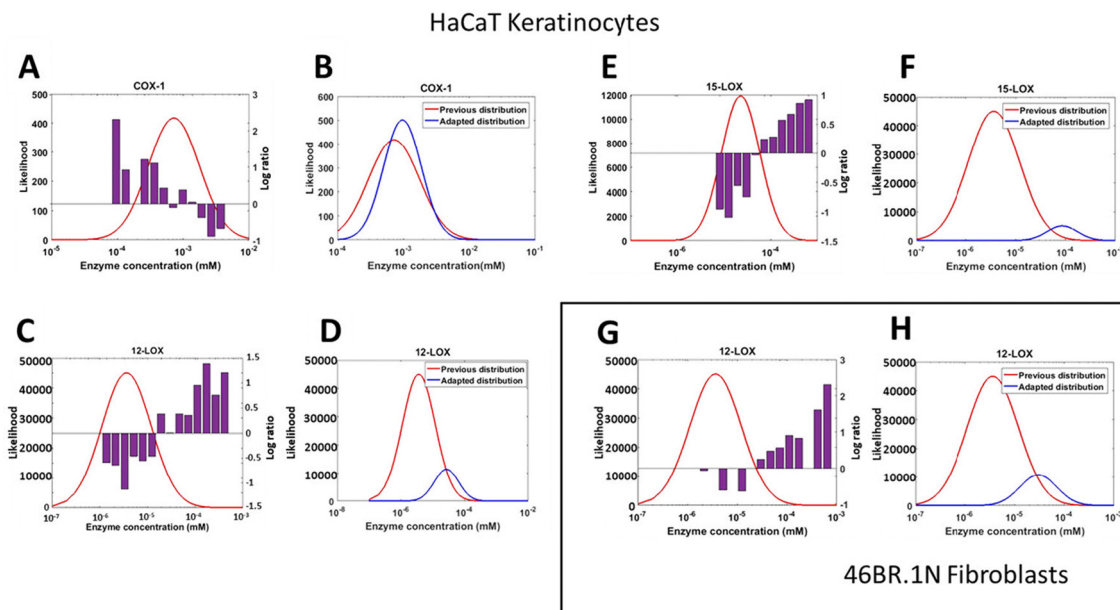 HaCaT Keratinocytes
A
COX-1
500
400
300
200
100
0
3
2
1
0
-1
Likelihood
Log ratio
10-5 10-4 10-3 10-2
Enzyme concentration (mM)
B
COX-1
600
500
400
300
200
100
0
Likelihood
Previous distribution
Adapted distribution
10-4 10-3 10-2 10-1
Enzyme concentration(mM)
E
15-LOX
12000
10000
8000
6000
4000
2000
0
1
0.5
0
-0.5
-1
-1.5
Likelihood
Log ratio
10-6 10-4
Enzyme concentration (mM)
F
15-LOX
50000
40000
30000
20000
10000
0
Likelihood
Previous distribution
Adapted distribution
10-7 10-6 10-5 10-4
Enzyme concentration (mM)
C
12-LOX
50000
40000
30000
20000
10000
0
1.5
1
0.5
0
-0.5
-1
-1.5
Likelihood
Log ratio
10-7 10-6 10-5 10-4 10-3
Enzyme concentration (mM)
D
12-LOX
50000
40000
30000
20000
10000
0
Likelihood
Previous distribution
Adapted distribution
10-8 10-6 10-4 10-2
Enzyme concentration (mM)
G
12-LOX
50000
40000
30000
20000
10000
0
3
2
1
0
-1
Likelihood
Log ratio
10-7 10-6 10-5 10-4 10-3
Enzyme concentration (mM)
H
12-LOX
50000
40000
30000
20000
10000
0
Likelihood
Previous distribution
Adapted distribution
10-7 10-6 10-5 10-4
Enzyme concentration (mM)
46BR.1N Fibroblasts